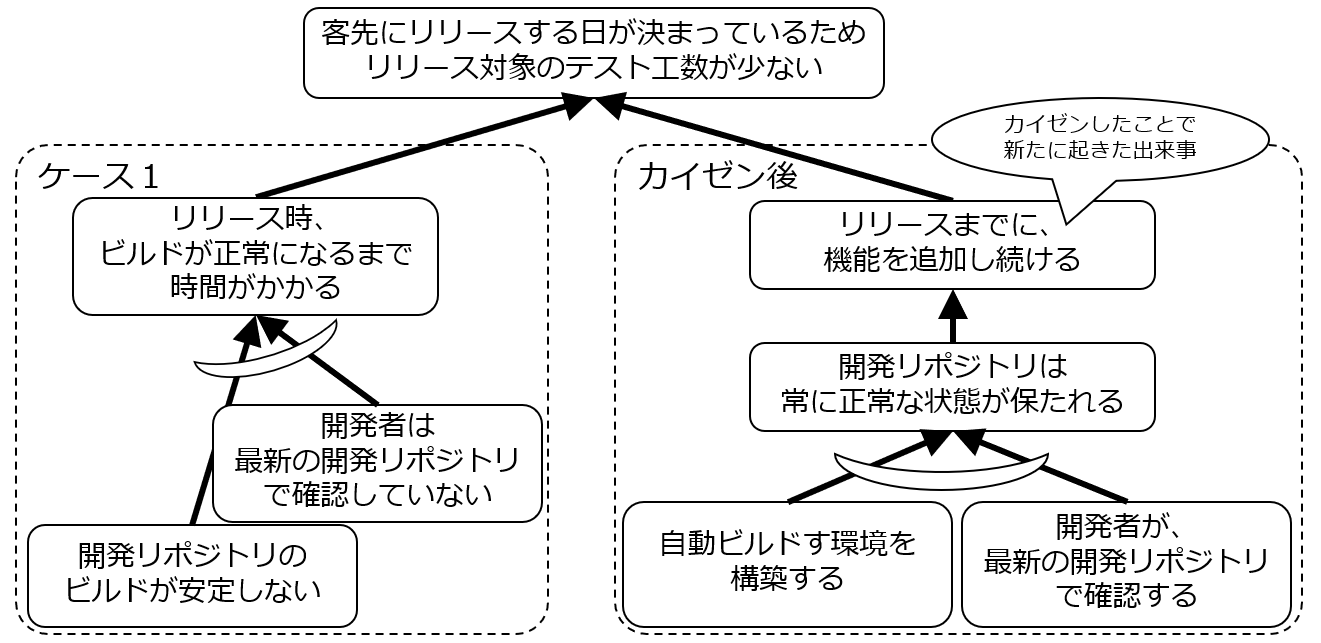 客先にリリースする日が決まっているため
リリース対象のテスト工数が少ない
ケース１
リリース時、
ビルドが正常になるまで
時間がかかる
開発者は
最新の開発リポジトリ
で確認していない
開発リポジトリの
ビルドが安定しない
カイゼン後
カイゼンしたことで
新たに起きた出来事
リリースまでに、
機能を追加し続ける
開発リポジトリは
常に正常な状態が保たれる
自動ビルドす環境を
構築する
開発者が、
最新の開発リポジトリ
で確認する